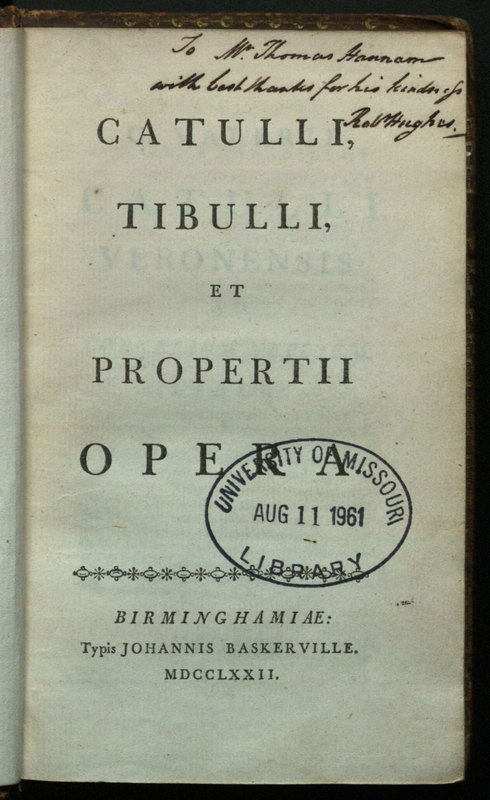 To Mr. Thomas Hannam
with best thanks for his kindness
Robt Hughes.
CATULLI,
TIBULLI,
ET
PROPERTII
OPERA
UNIVERSITY OF MISSOURI
AUG 11 1961
LIBRARY
BIRMINGHAMIAE:
Typis JOHANNIS BASKERVILLE.
MDCCLXXII.